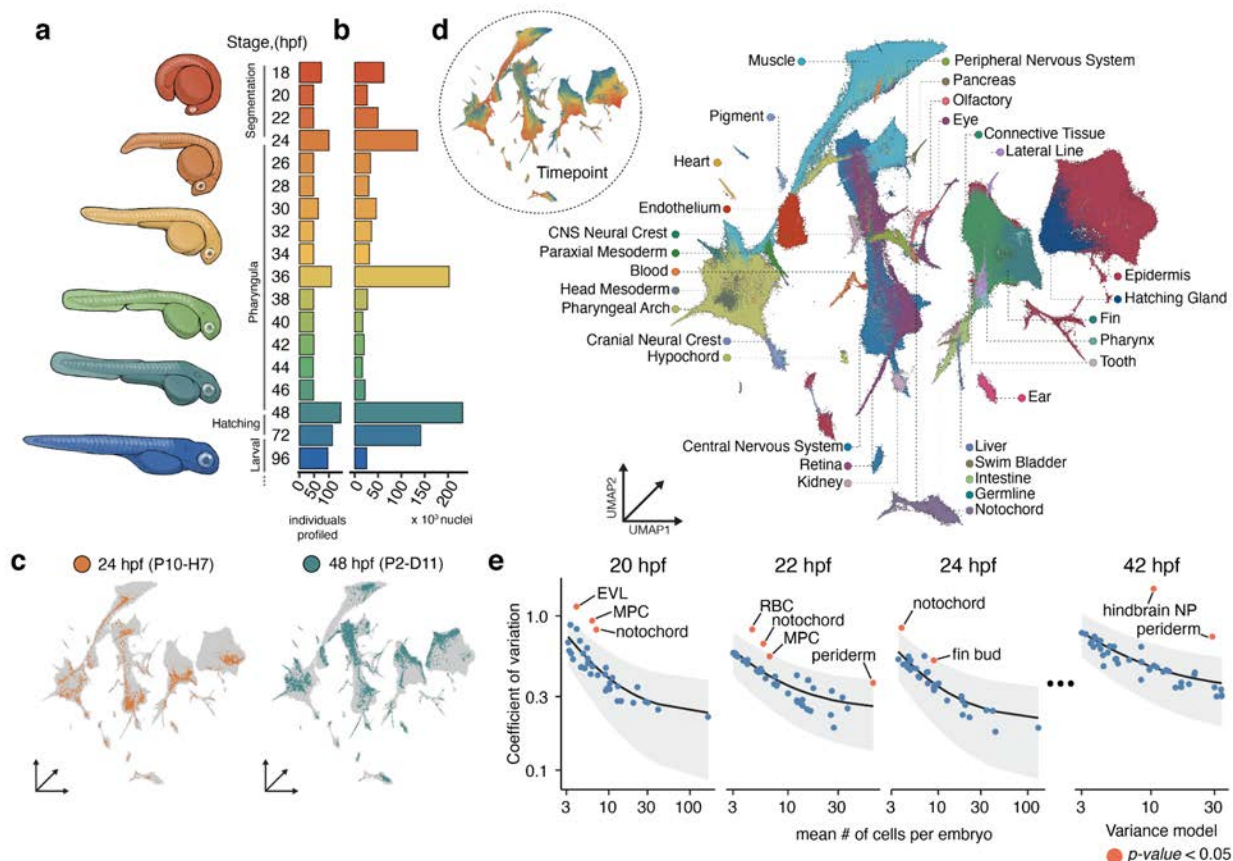 a
Stage,(hpf)
b
Segmentation
Pharyngula
Hatching
Larval
18
20
22
24
26
28
30
32
34
36
38
40
42
44
46
48
72
96
...
0 50 100
individuals
profiled
0 50 100 150 200
x 10³ nuclei
d
Timepoint
Muscle
Pigment
Heart
Endothelium
CNS Neural Crest
Paraxial Mesoderm
Blood
Head Mesoderm
Pharyngeal Arch
Cranial Neural Crest
Hypochord
Peripheral Nervous System
Pancreas
Olfactory
Eye
Connective Tissue
Lateral Line
Epidermis
Hatching Gland
Fin
Pharynx
Tooth
Ear
Central Nervous System
Retina
Kidney
Liver
Swim Bladder
Intestine
Germline
Notochord
UMAP2
UMAP1
c
24 hpf (P10-H7)
48 hpf (P2-D11)
e
20 hpf
22 hpf
24 hpf
42 hpf
Coefficient of variation
1.0
0.3
0.1
EVL
MPC
notochord
RBC
notochord
MPC
periderm
notochord
fin bud
•••
hindbrain NP
periderm
3 10 30 100
3 10 30
3 10 30 100
3 10 30
mean # of cells per embryo
Variance model
p-value < 0.05